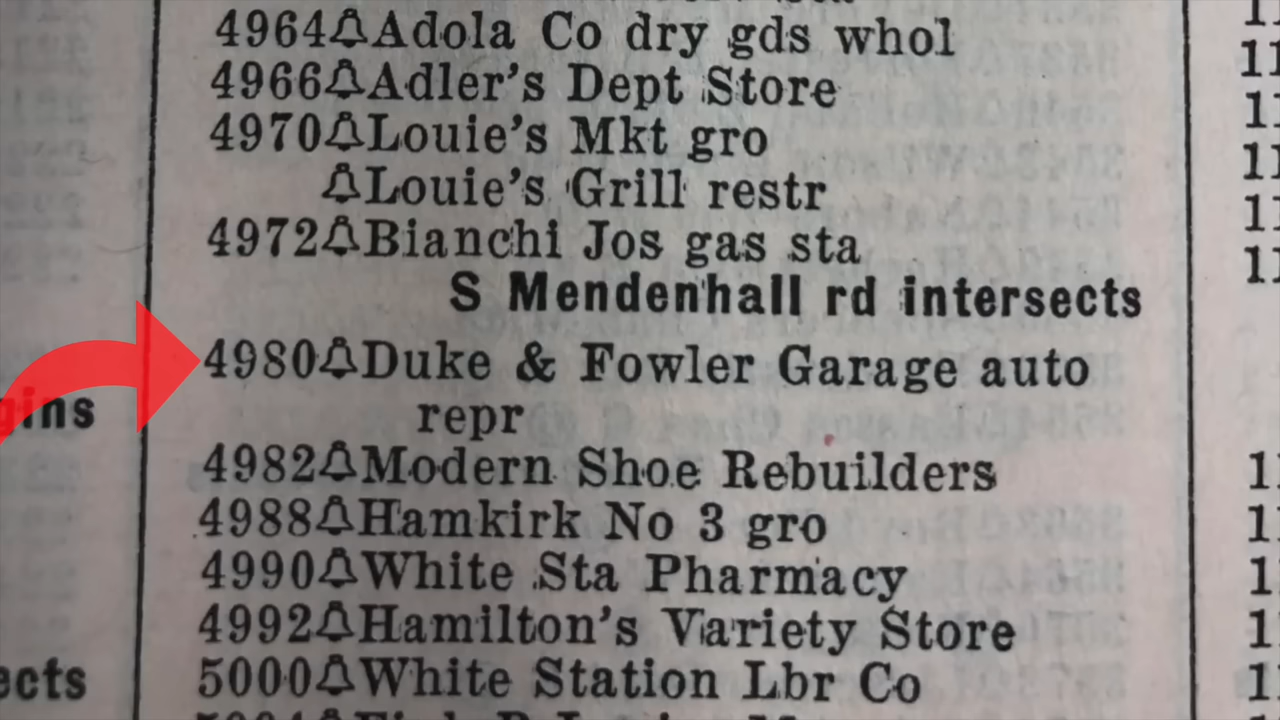 4964 Adola Co dry gds whol
4966 Adler's Dept Store
4970 Louie's Mkt gro
Louie's Grill restr
4972 Bianchi Jos gas sta
S Mendenhall rd intersects
4980 Duke & Fowler Garage auto
repr
4982 Modern Shoe Rebuilders
4988 Hamkirk No 3 gro
4990 White Sta Pharmacy
4992 Hamilton's Variety Store
5000 White Station Lbr Co